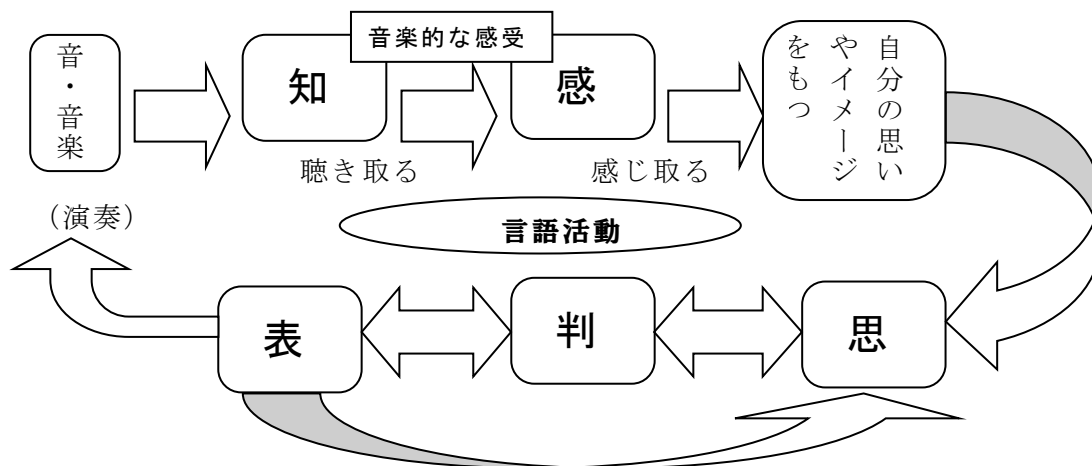 音楽的な感受
音・音楽
知
感
自分の思い
やイメージ
をもつ
聴き取る
感じ取る
(演奏)
言語活動
表
判
思